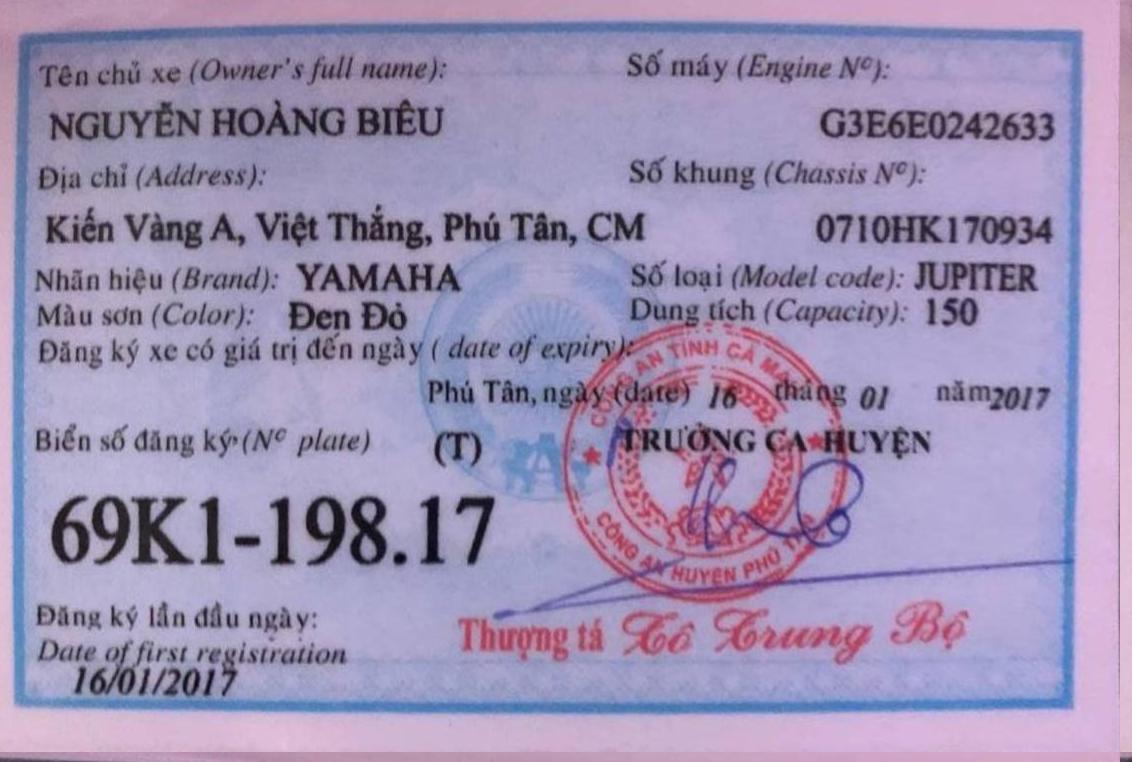 Tên chủ xe (Owner's full name):
Số máy (Engine Nº):
NGUYỄN HOÀNG BIÊU
G3E6E0242633
Địa chỉ (Address):
Số khung (Chassis Nº):
Kiến Vàng A, Việt Thắng, Phú Tân, CM
0710HK170934
Nhãn hiệu (Brand): YAMAHA
Số loại (Model code): JUPITER
Màu sơn (Color): Đen Đỏ
Dung tích (Capacity): 150
Đăng ký xe có giá trị đến ngày ( date of expiry):
Phú Tân, ngày (date) 16 tháng 01 năm 2017
Biển số đăng ký (Nº plate) (T)
TRƯỞNG CA HUYỆN
CÔNG AN TỈNH CÀ MAU
CÔNG AN HUYỆN PHÚ TÂN
69K1-198.17
Đăng ký lần đầu ngày:
Date of first registration
16/01/2017
Thượng tá Tô Trung Bộ